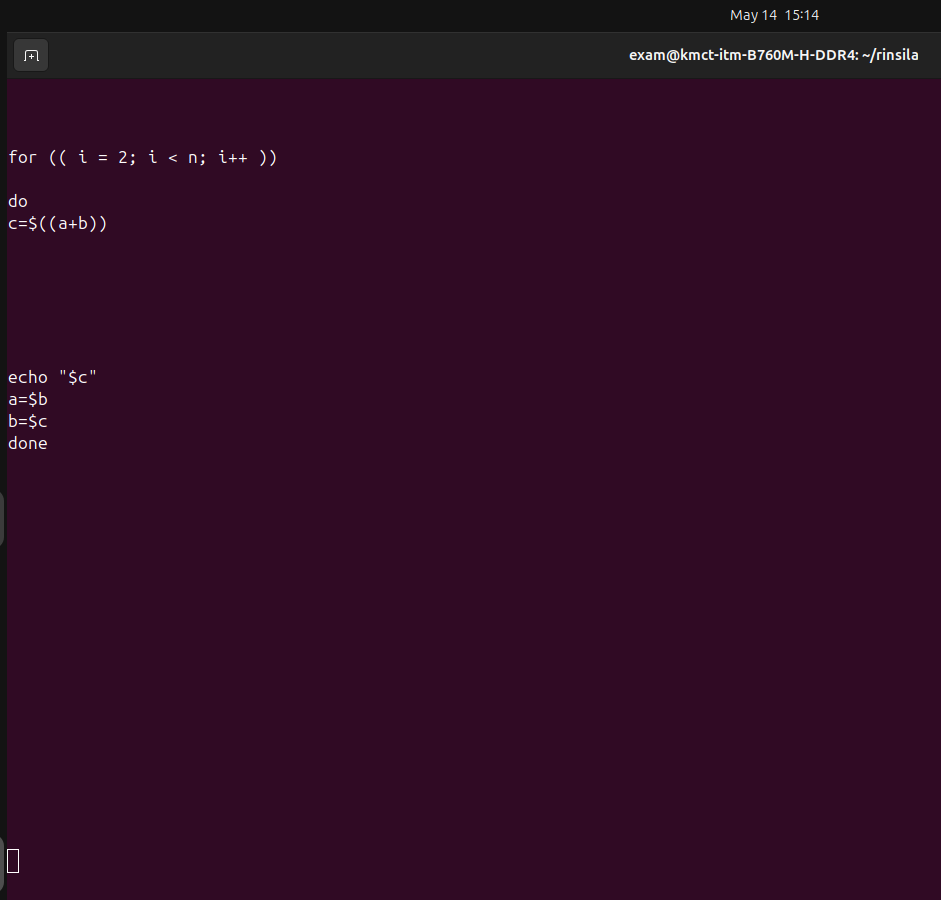 May 14 15:14
exam@kmct-itm-B760M-H-DDR4: ~/rinsila
for (( i = 2; i < n; i++ ))
do
c=$((a+b))
echo "$c"
a=$b
b=$c
done